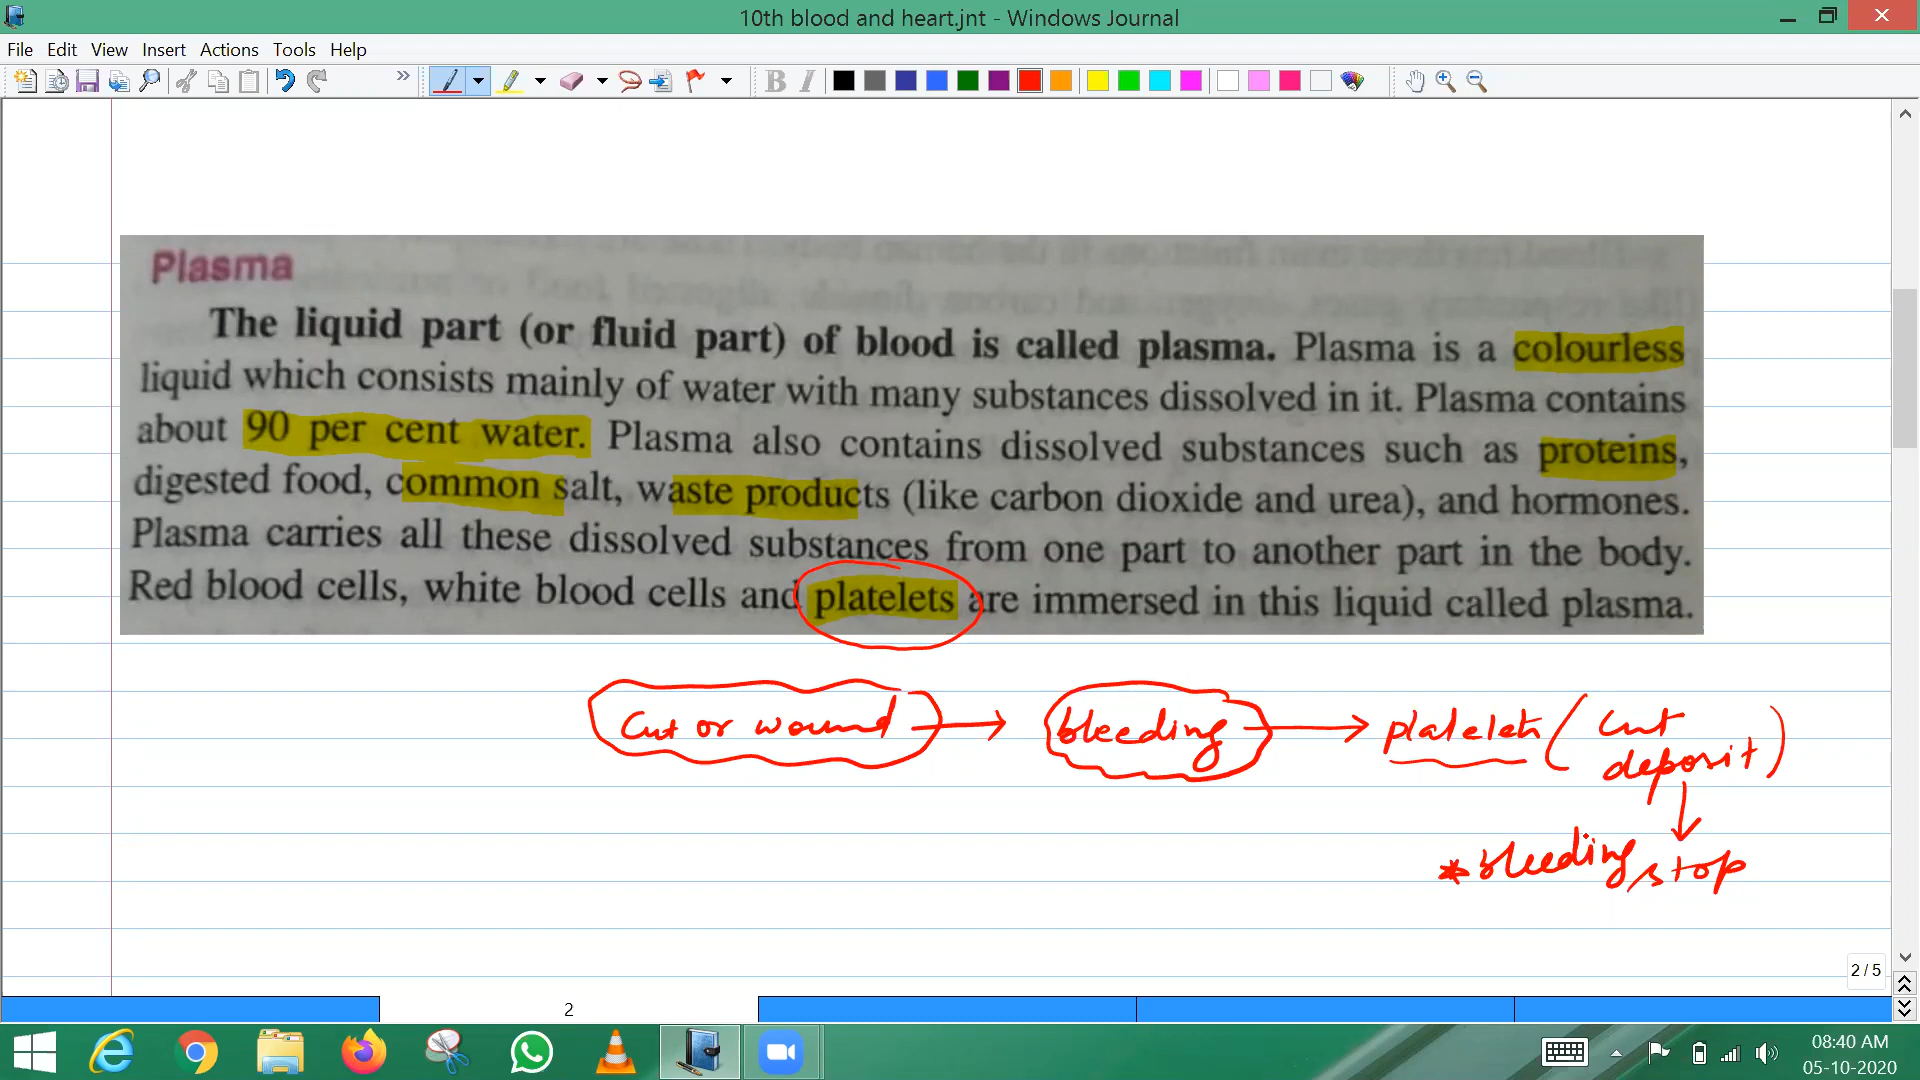 10th blood and heart.jnt - Windows Journal
File Edit View Insert Actions Tools Help
Plasma
The liquid part (or fluid part) of blood is called plasma. Plasma is a colourless
liquid which consists mainly of water with many substances dissolved in it. Plasma contains
about 90 per cent water. Plasma also contains dissolved substances such as proteins,
digested food, common salt, waste products (like carbon dioxide and urea), and hormones.
Plasma carries all these dissolved substances from one part to another part in the body.
Red blood cells, white blood cells and platelets are immersed in this liquid called plasma.
Cut or wound → bleeding → platelets ( cut
deposit )
* bleeding stop
2 / 5
2
08:40 AM
05-10-2020